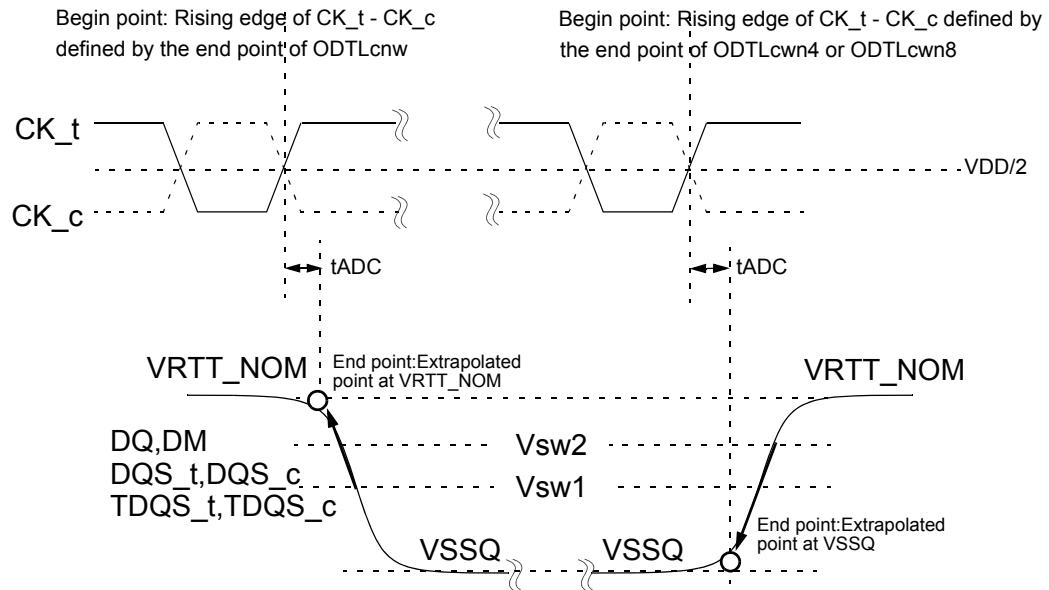 Begin point: Rising edge of CK_t - CK_c
defined by the end point of ODTLcnw
Begin point: Rising edge of CK_t - CK_c defined by
the end point of ODTLcwn4 or ODTLcwn8
CK_t
VDD/2
CK_c
tADC
tADC
VRTT_NOM
End point:Extrapolated
point at VRTT_NOM
VRTT_NOM
DQ,DM
Vsw2
DQS_t,DQS_c
Vsw1
TDQS_t,TDQS_c
End point:Extrapolated
point at VSSQ
VSSQ
VSSQ